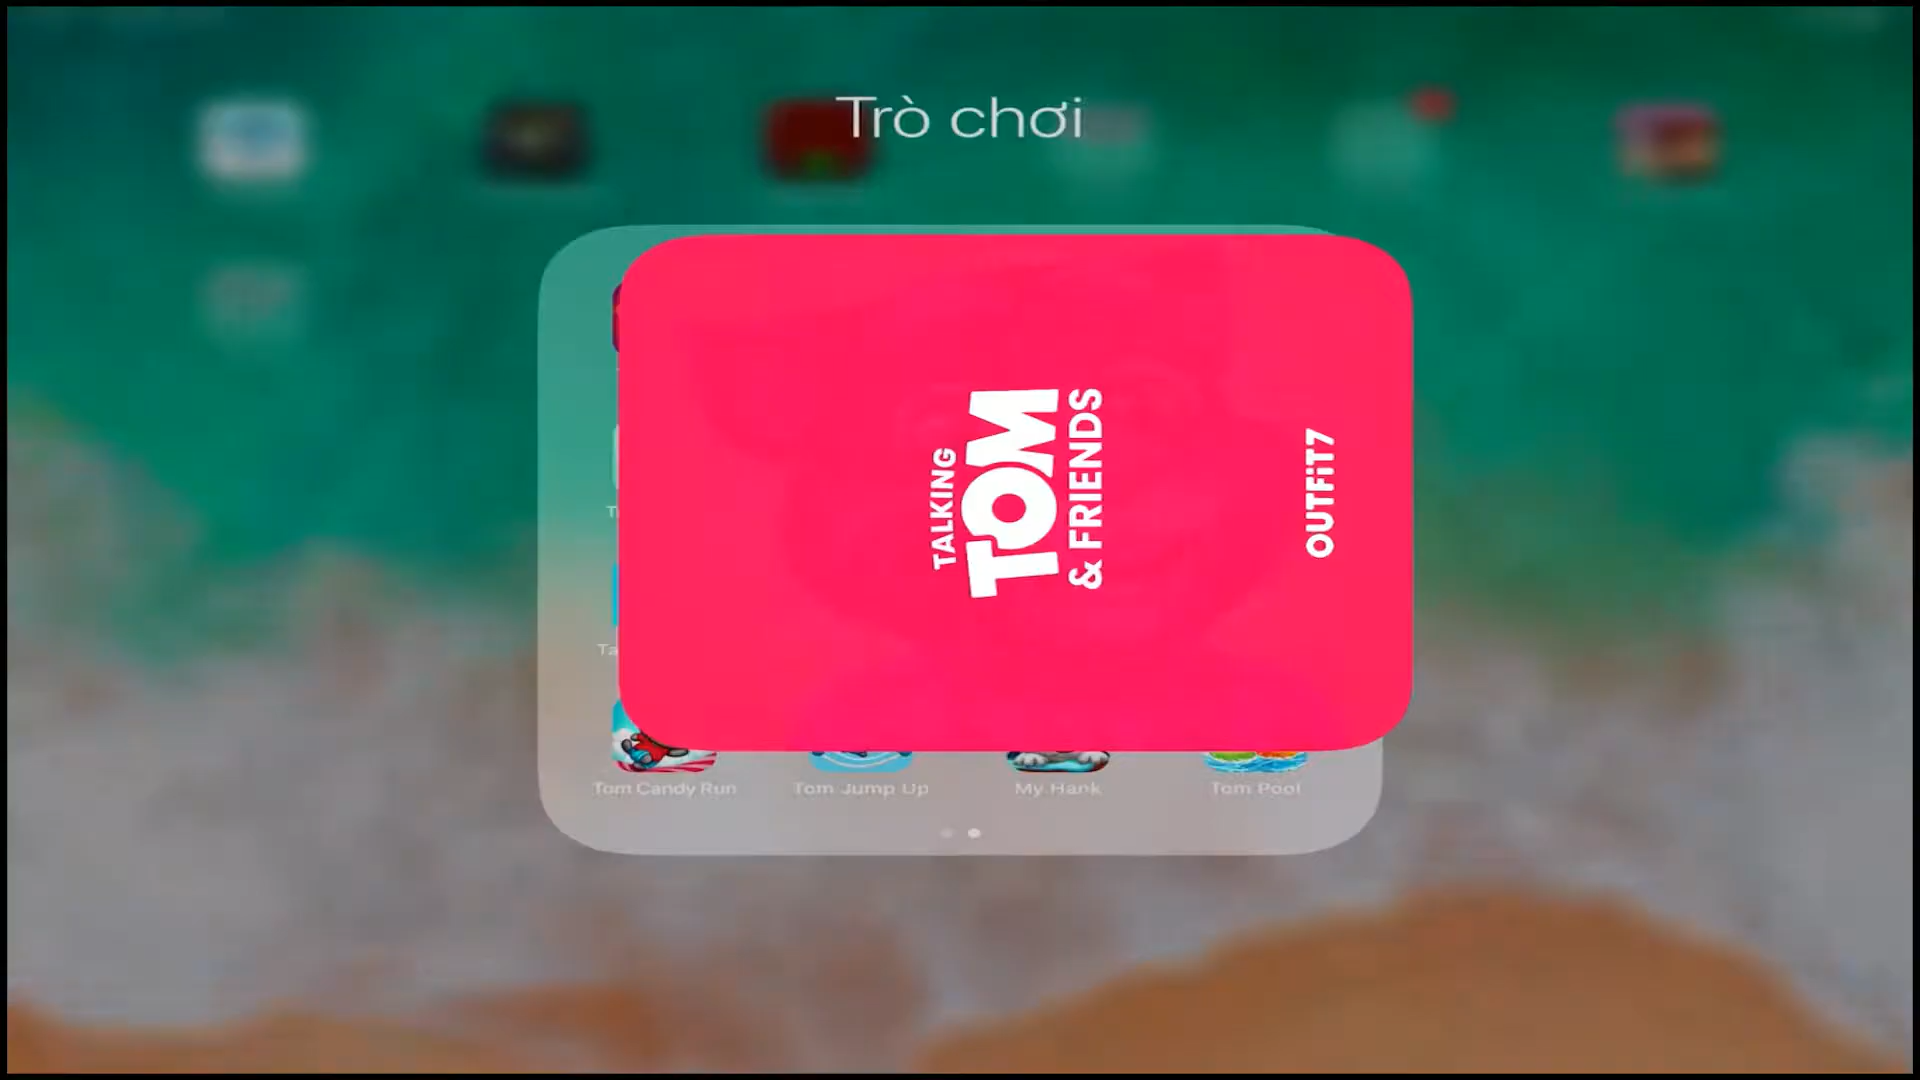 Trò chơi
TALKING
TOM
& FRIENDS
OUTFiT7
Tom Candy Run
Tom Jump Up
My Hank
Tom Pool